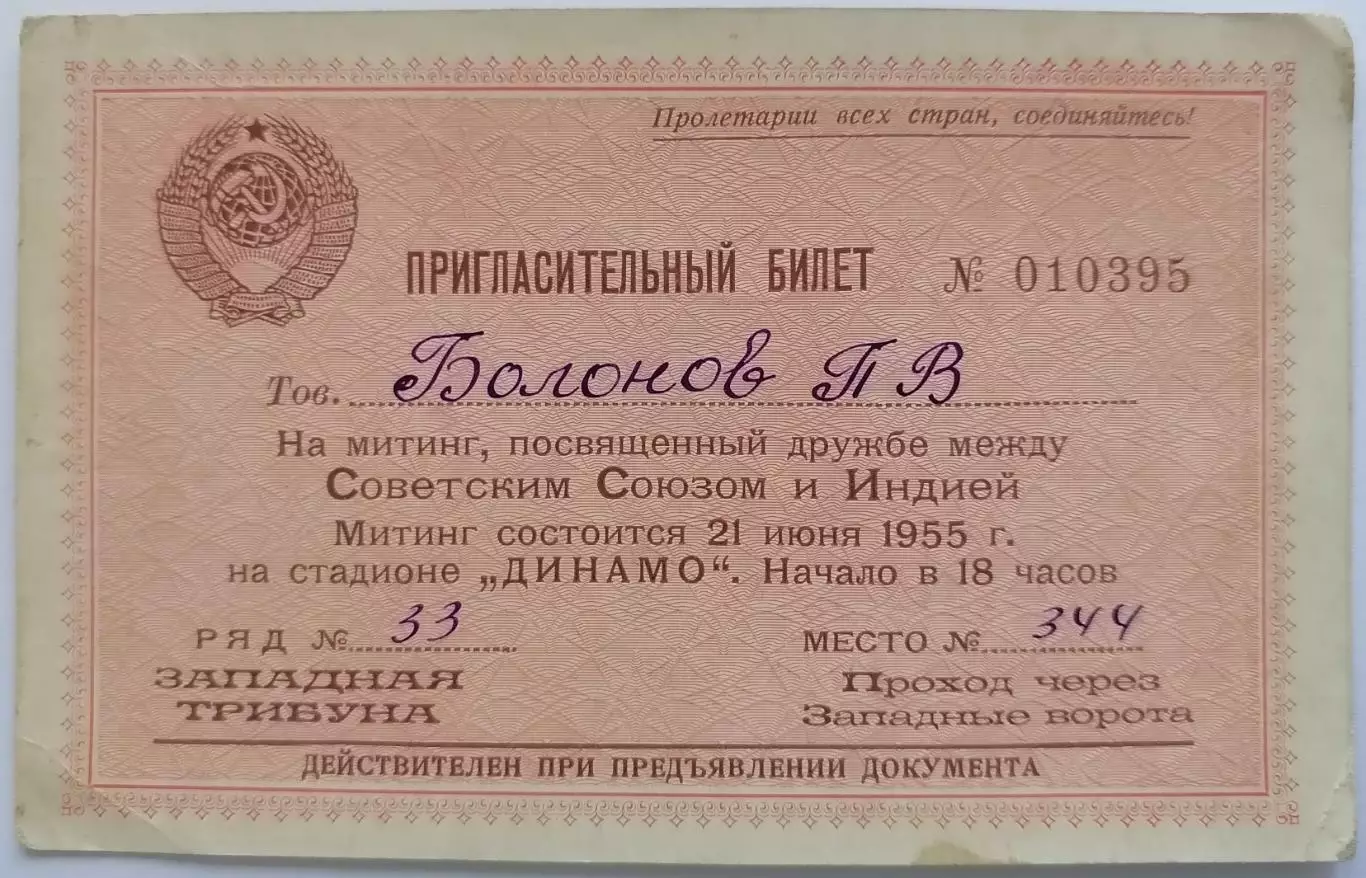 Пролетарии всех стран, соединяйтесь!
ПРИГЛАСИТЕЛЬНЫЙ БИЛЕТ № 010395
Тов. Болонов П В
На митинг, посвященный дружбе между
Советским Союзом и Индией
Митинг состоится 21 июня 1955 г.
на стадионе „ДИНАМО“. Начало в 18 часов
РЯД № 33 МЕСТО № 344
ЗАПАДНАЯ
ТРИБУНА
Проход через
Западные ворота
ДЕЙСТВИТЕЛЕН ПРИ ПРЕДЪЯВЛЕНИИ ДОКУМЕНТА